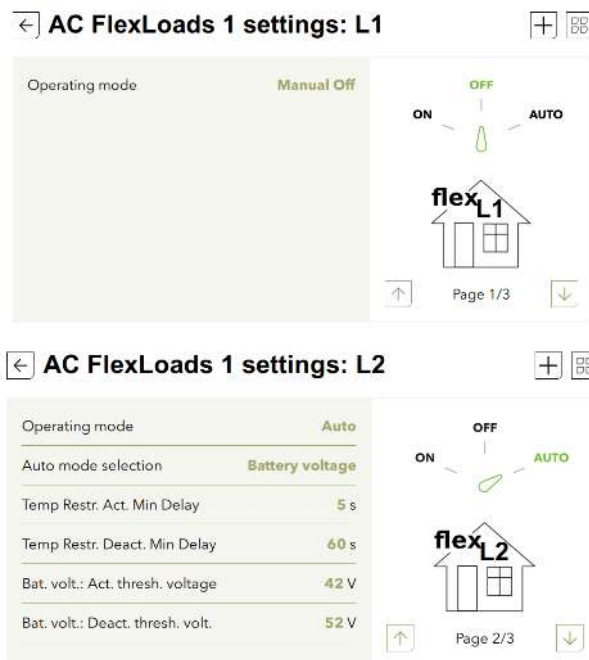 AC FlexLoads 1 settings: L1
Operating mode Manual Off
OFF
ON AUTO
flex L1
Page 1/3
AC FlexLoads 1 settings: L2
Operating mode Auto
Auto mode selection Battery voltage
Temp Restr. Act. Min Delay 5 s
Temp Restr. Deact. Min Delay 60 s
Bat. volt.: Act. thresh. voltage 42 V
Bat. volt.: Deact. thresh. volt. 52 V
OFF
ON AUTO
flex L2
Page 2/3